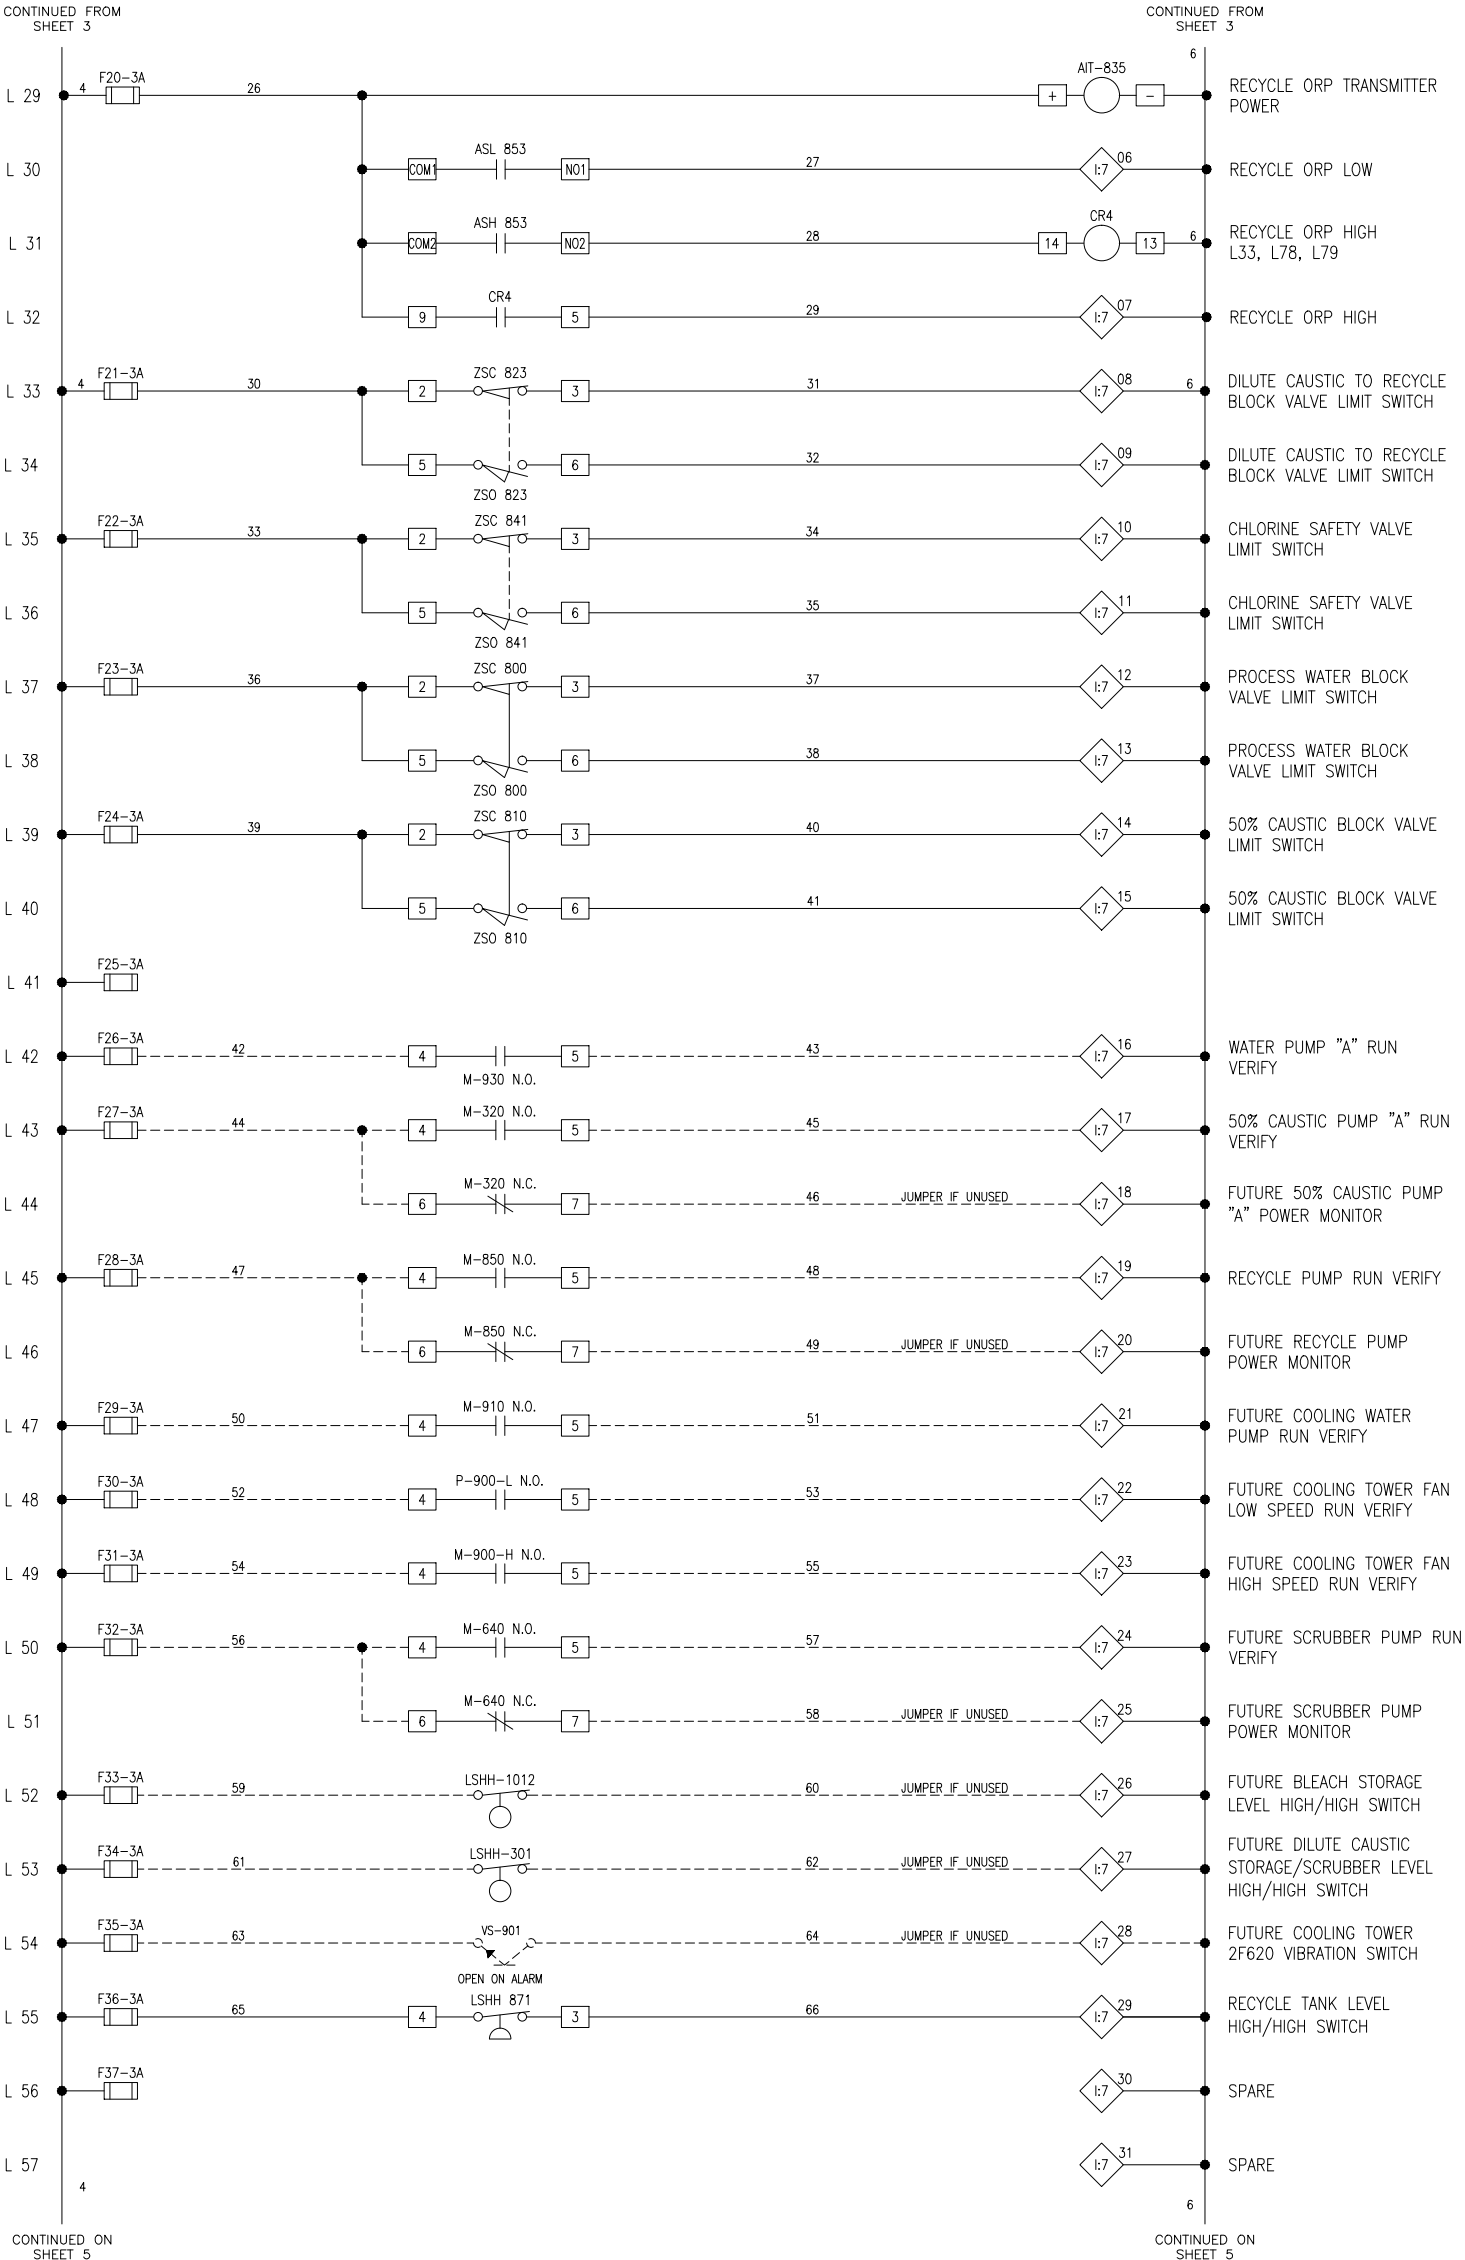 CONTINUED FROM
SHEET 3
CONTINUED FROM
SHEET 3
6
L 29
4
F20-3A
26
+
AIT-835
-
RECYCLE ORP TRANSMITTER
POWER
L 30
COM1
ASL 853
NO1
27
I:7
06
RECYCLE ORP LOW
L 31
COM2
ASH 853
NO2
28
14
CR4
13
6
RECYCLE ORP HIGH
L33, L78, L79
L 32
9
CR4
5
29
I:7
07
RECYCLE ORP HIGH
L 33
4
F21-3A
30
2
ZSC 823
3
31
I:7
08
6
DILUTE CAUSTIC TO RECYCLE
BLOCK VALVE LIMIT SWITCH
L 34
5
ZSO 823
6
32
I:7
09
DILUTE CAUSTIC TO RECYCLE
BLOCK VALVE LIMIT SWITCH
L 35
F22-3A
33
2
ZSC 841
3
34
I:7
10
CHLORINE SAFETY VALVE
LIMIT SWITCH
L 36
5
ZSO 841
6
35
I:7
11
CHLORINE SAFETY VALVE
LIMIT SWITCH
L 37
F23-3A
36
2
ZSC 800
3
37
I:7
12
PROCESS WATER BLOCK
VALVE LIMIT SWITCH
L 38
5
ZSO 800
6
38
I:7
13
PROCESS WATER BLOCK
VALVE LIMIT SWITCH
L 39
F24-3A
39
2
ZSC 810
3
40
I:7
14
50% CAUSTIC BLOCK VALVE
LIMIT SWITCH
L 40
5
ZSO 810
6
41
I:7
15
50% CAUSTIC BLOCK VALVE
LIMIT SWITCH
L 41
F25-3A
L 42
F26-3A
42
4
M-930 N.O.
5
43
I:7
16
WATER PUMP "A" RUN
VERIFY
L 43
F27-3A
44
4
M-320 N.O.
5
45
I:7
17
50% CAUSTIC PUMP "A" RUN
VERIFY
L 44
6
M-320 N.C.
7
46
JUMPER IF UNUSED
I:7
18
FUTURE 50% CAUSTIC PUMP
"A" POWER MONITOR
L 45
F28-3A
47
4
M-850 N.O.
5
48
I:7
19
RECYCLE PUMP RUN VERIFY
L 46
6
M-850 N.C.
7
49
JUMPER IF UNUSED
I:7
20
FUTURE RECYCLE PUMP
POWER MONITOR
L 47
F29-3A
50
4
M-910 N.O.
5
51
I:7
21
FUTURE COOLING WATER
PUMP RUN VERIFY
L 48
F30-3A
52
4
P-900-L N.O.
5
53
I:7
22
FUTURE COOLING TOWER FAN
LOW SPEED RUN VERIFY
L 49
F31-3A
54
4
M-900-H N.O.
5
55
I:7
23
FUTURE COOLING TOWER FAN
HIGH SPEED RUN VERIFY
L 50
F32-3A
56
4
M-640 N.O.
5
57
I:7
24
FUTURE SCRUBBER PUMP RUN
VERIFY
L 51
6
M-640 N.C.
7
58
JUMPER IF UNUSED
I:7
25
FUTURE SCRUBBER PUMP
POWER MONITOR
L 52
F33-3A
59
LSHH-1012
60
JUMPER IF UNUSED
I:7
26
FUTURE BLEACH STORAGE
LEVEL HIGH/HIGH SWITCH
L 53
F34-3A
61
LSHH-301
62
JUMPER IF UNUSED
I:7
27
FUTURE DILUTE CAUSTIC
STORAGE/SCRUBBER LEVEL
HIGH/HIGH SWITCH
L 54
F35-3A
63
VS-901
OPEN ON ALARM
64
JUMPER IF UNUSED
I:7
28
FUTURE COOLING TOWER
2F620 VIBRATION SWITCH
L 55
F36-3A
65
4
LSHH 871
3
66
I:7
29
RECYCLE TANK LEVEL
HIGH/HIGH SWITCH
L 56
F37-3A
I:7
30
SPARE
L 57
I:7
31
SPARE
4
6
CONTINUED ON
SHEET 5
CONTINUED ON
SHEET 5